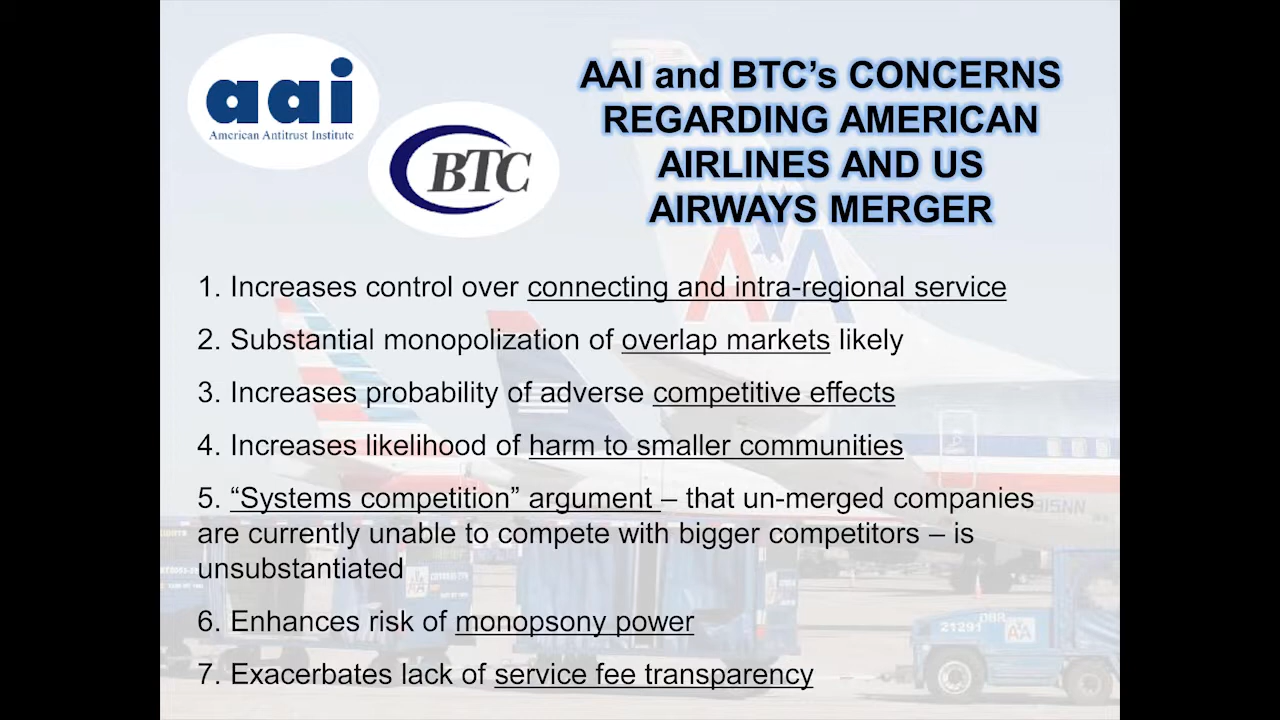 aai
American Antitrust Institute
BTC
AAI and BTC’s CONCERNS
REGARDING AMERICAN
AIRLINES AND US
AIRWAYS MERGER
AA
1. Increases control over connecting and intra-regional service
2. Substantial monopolization of overlap markets likely
3. Increases probability of adverse competitive effects
4. Increases likelihood of harm to smaller communities
5. “Systems competition” argument – that un-merged companies
are currently unable to compete with bigger competitors – is
unsubstantiated
6. Enhances risk of monopsony power
7. Exacerbates lack of service fee transparency
21291
AA